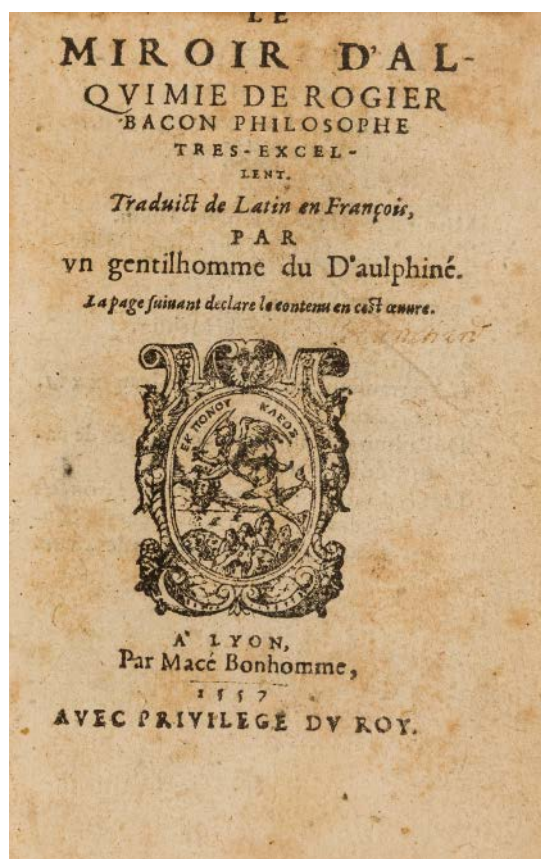 LE
MIROIR D'AL-
QVIMIE DE ROGIER
BACON PHILOSOPHE
TRES-EXCEL-
LENT.
Traduict de Latin en François,
PAR
vn gentilhomme du D'aulphiné.
La page suiuant declare le contenu en cest œuure.
ΕΚ ΠΟΝΟΥ ΚΛΕΟΣ
A' LYON,
Par Macé Bonhomme,
1557
AVEC PRIVILEGE DV ROY.